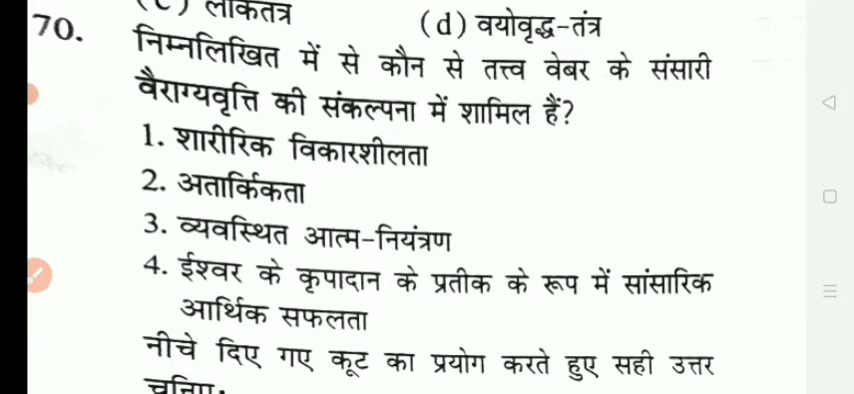 (c) लोकतंत्र (d) वयोवृद्ध-तंत्र
70. निम्नलिखित में से कौन से तत्त्व वेबर के संसारी
वैराग्यवृत्ति की संकल्पना में शामिल हैं?
1. शारीरिक विकारशीलता
2. अतार्किकता
3. व्यवस्थित आत्म-नियंत्रण
4. ईश्वर के कृपादान के प्रतीक के रूप में सांसारिक
आर्थिक सफलता
नीचे दिए गए कूट का प्रयोग करते हुए सही उत्तर
चुनिए: